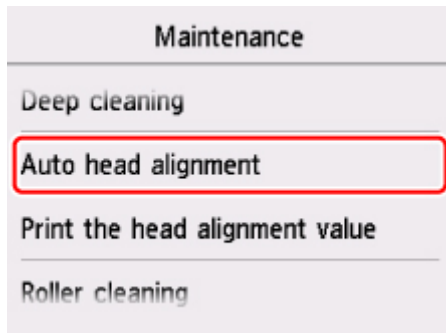 Maintenance
Deep cleaning
Auto head alignment
Print the head alignment value
Roller cleaning